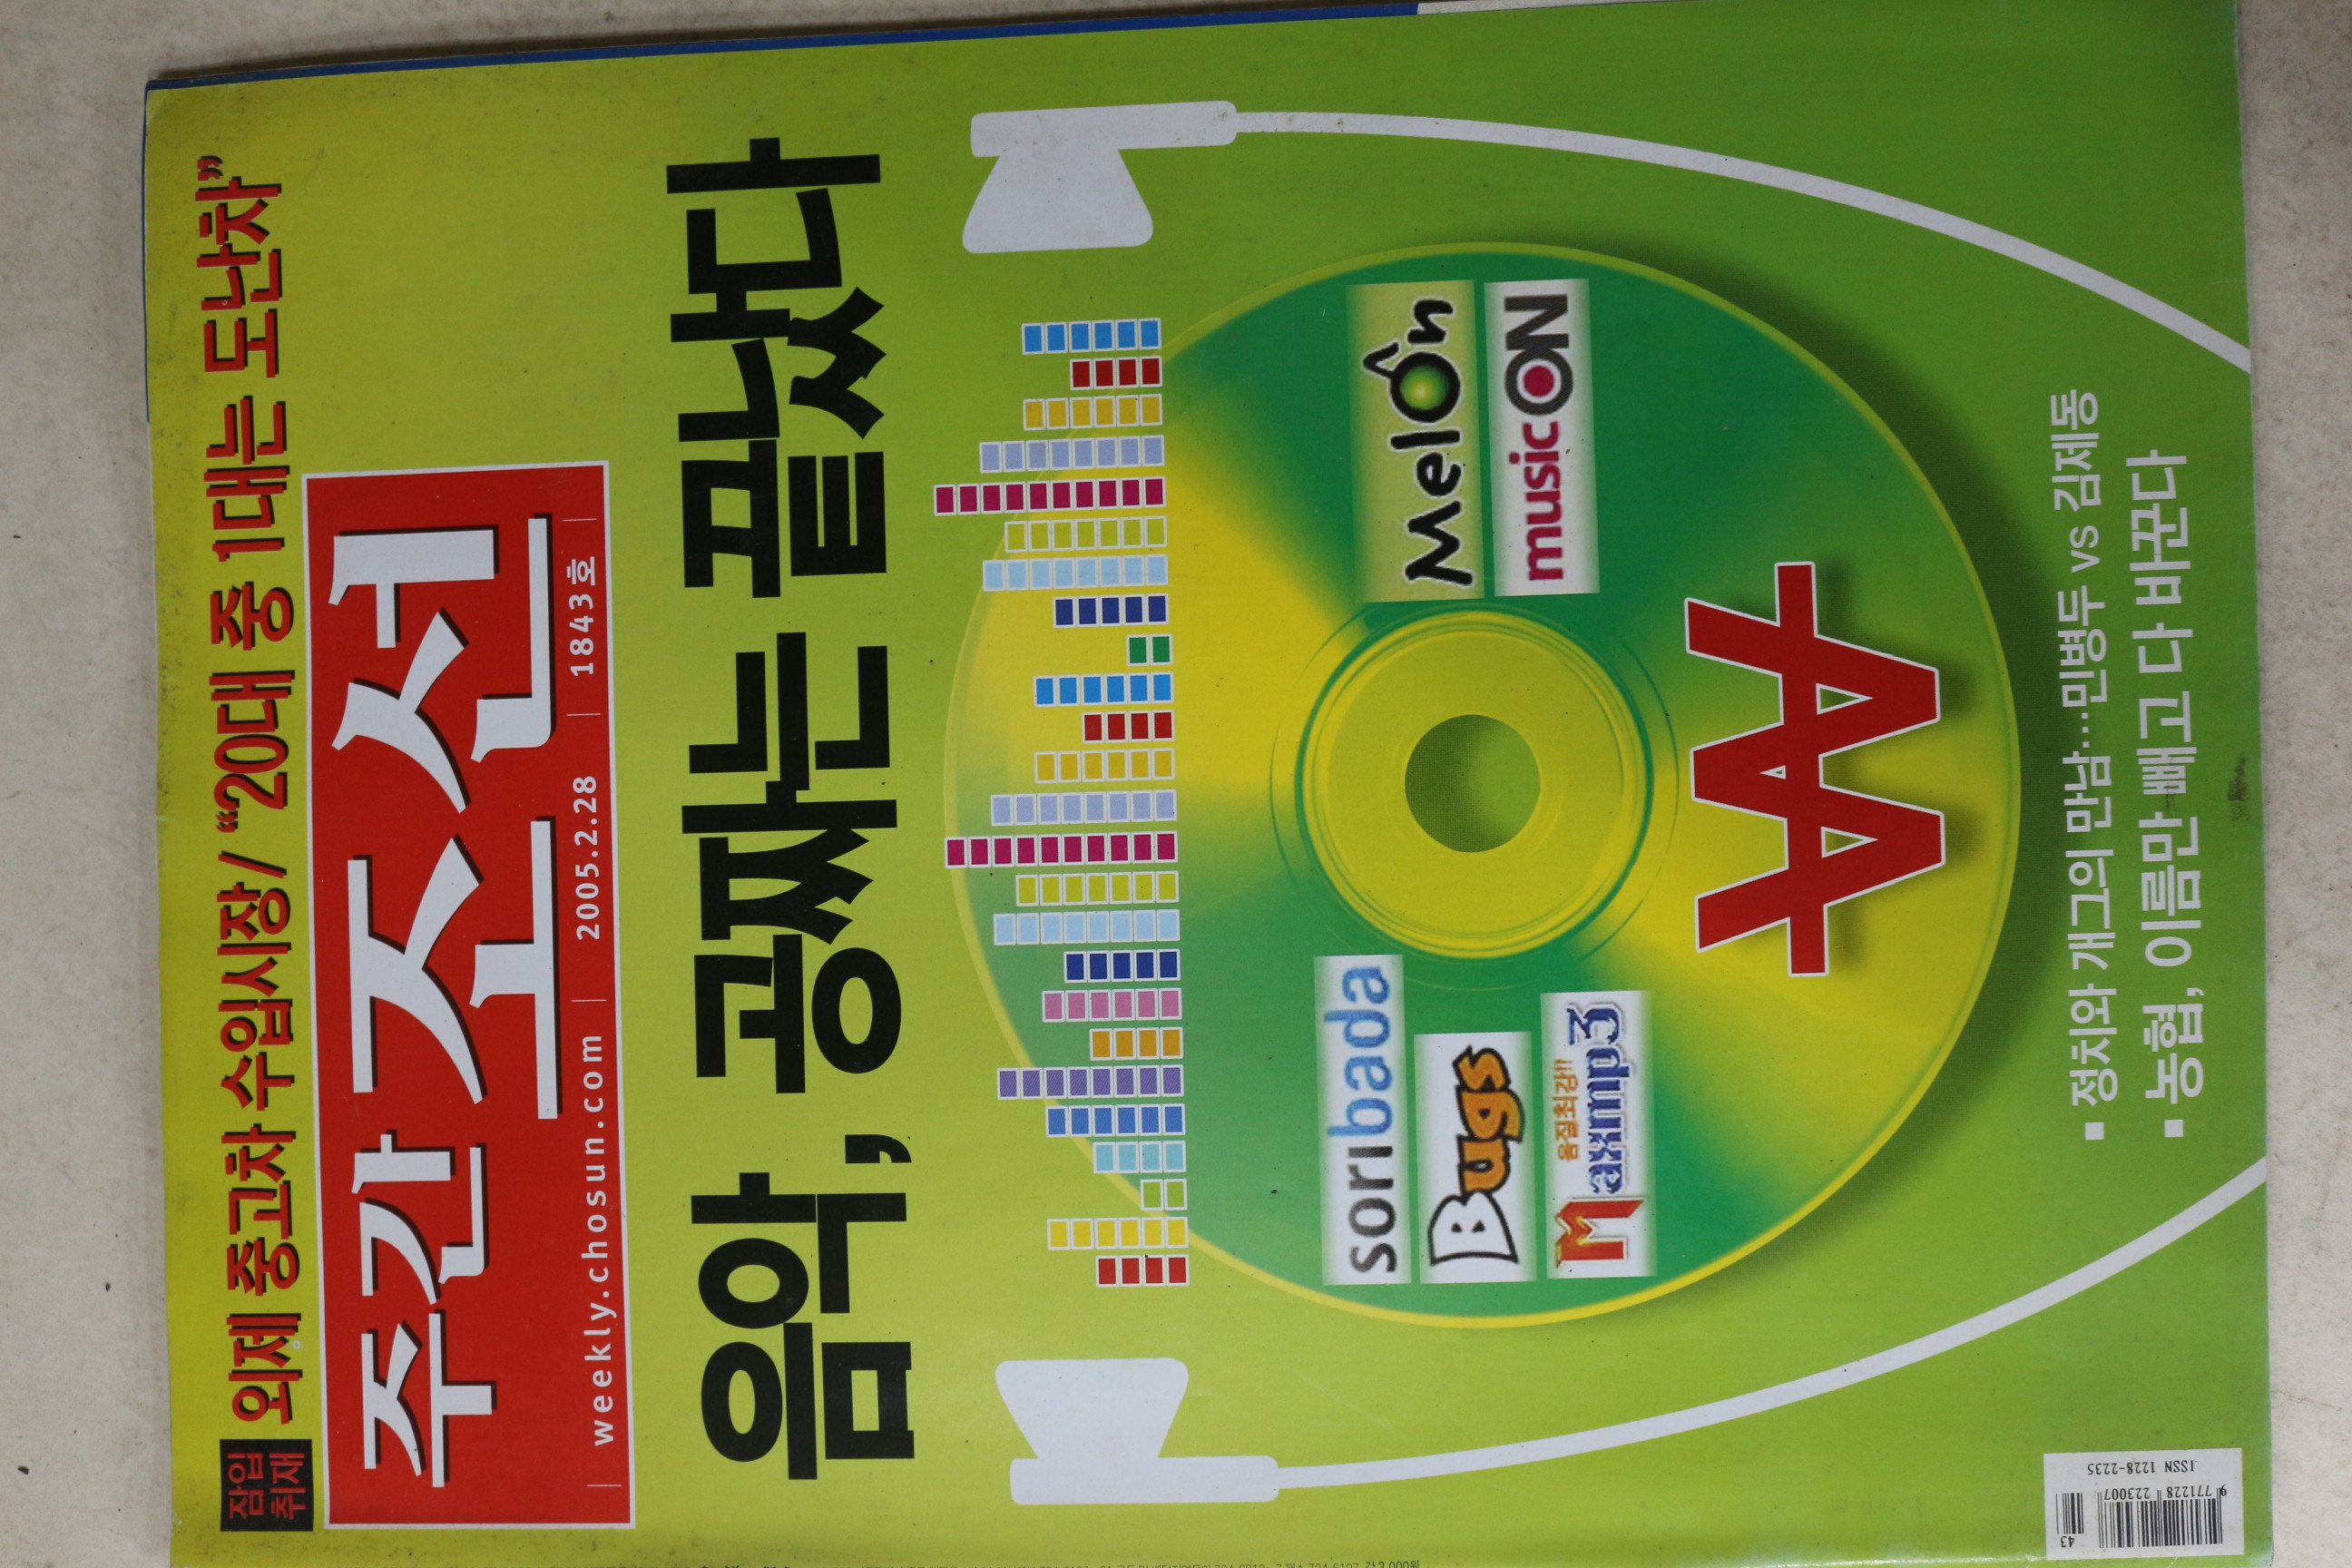 잠입
취재
외제 중고차 수입시장/ “20대 중 1대는 도난차”
주간조선
weekly.chosun.com | 2005.2.28 | 1843호 |
음악, 공짜는 끝났다
soribada
Bugs
음질최강!!
Maxmp3
MelOn
musicON
₩
▪ 정치와 개그의 만남…민병두 vs 김제동
▪ 농협, 이름만 빼고 다 바꾼다
ISSN 1228-2235
9 771228 223007
43